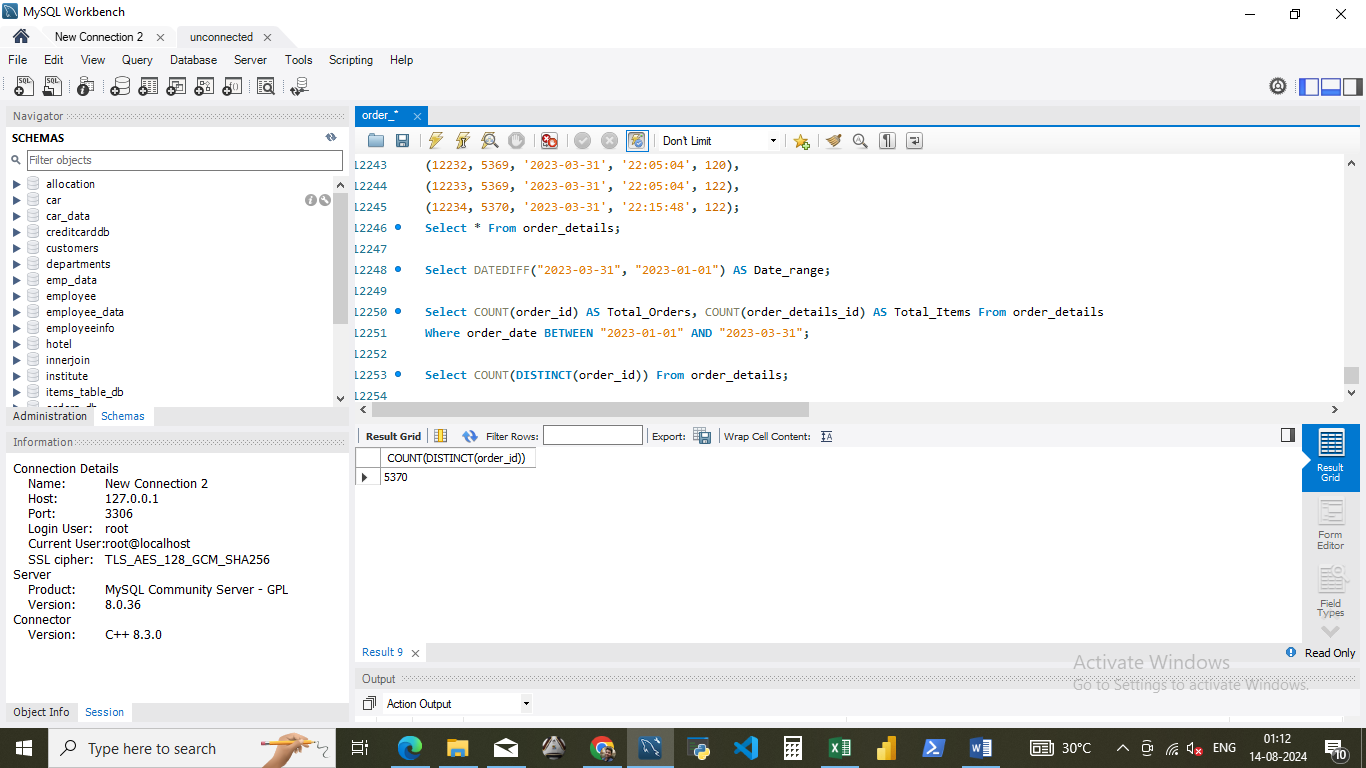 MySQL Workbench
New Connection 2
unconnected
File Edit View Query Database Server Tools Scripting Help
Navigator
SCHEMAS
Filter objects
allocation
car
car_data
creditcarddb
customers
departments
emp_data
employee
employee_data
employeeinfo
hotel
innerjoin
institute
items_table_db
Administration Schemas
Information
Connection Details
Name: New Connection 2
Host: 127.0.0.1
Port: 3306
Login User: root
Current User:root@localhost
SSL cipher: TLS_AES_128_GCM_SHA256
Server
Product: MySQL Community Server - GPL
Version: 8.0.36
Connector
Version: C++ 8.3.0
Object Info Session
order_*
Don't Limit
12243 (12232, 5369, '2023-03-31', '22:05:04', 120),
12244 (12233, 5369, '2023-03-31', '22:05:04', 122),
12245 (12234, 5370, '2023-03-31', '22:15:48', 122);
12246 Select * From order_details;
12247
12248 Select DATEDIFF("2023-03-31", "2023-01-01") AS Date_range;
12249
12250 Select COUNT(order_id) AS Total_Orders, COUNT(order_details_id) AS Total_Items From order_details
12251 Where order_date BETWEEN "2023-01-01" AND "2023-03-31";
12252
12253 Select COUNT(DISTINCT(order_id)) From order_details;
12254
Result Grid Filter Rows: Export: Wrap Cell Content:
COUNT(DISTINCT(order_id))
5370
Result
Grid
Form
Editor
Field
Types
Result 9
Read Only
Output
Action Output
Activate Windows
Go to Settings to activate Windows.
Type here to search
30°C
ENG
01:12
14-08-2024
10